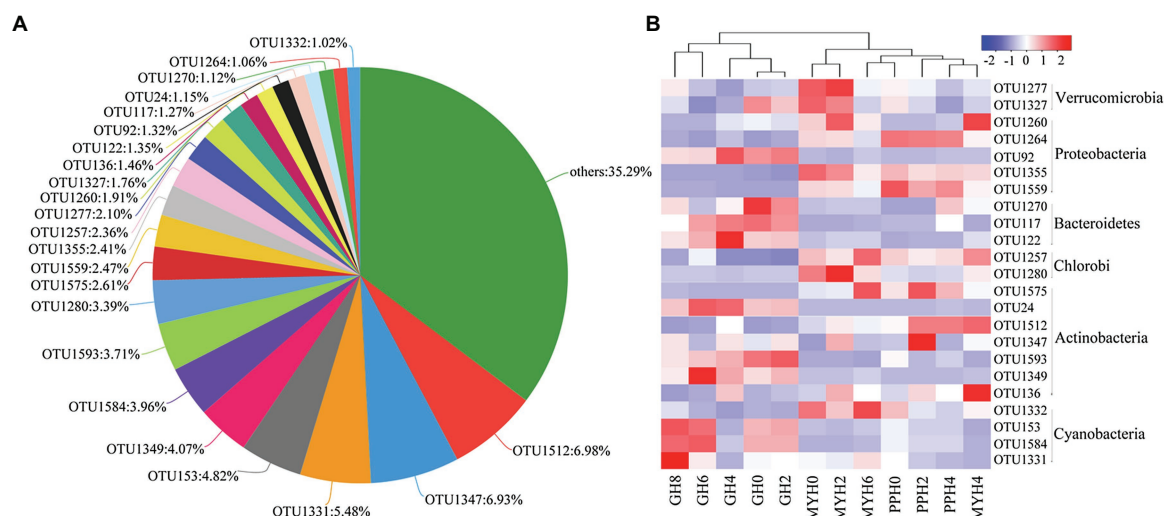 A
OTU1332:1.02%
OTU1264:1.06%
OTU1270:1.12%
OTU24:1.15%
OTU117:1.27%
OTU92:1.32%
OTU122:1.35%
OTU136:1.46%
OTU1327:1.76%
OTU1260:1.91%
OTU1277:2.10%
OTU1257:2.36%
OTU1355:2.41%
OTU1559:2.47%
OTU1575:2.61%
OTU1280:3.39%
OTU1593:3.71%
OTU1584:3.96%
OTU1349:4.07%
OTU153:4.82%
OTU1331:5.48%
OTU1347:6.93%
OTU1512:6.98%
others:35.29%
B
-2 -1 0 1 2
OTU1277
OTU1327
OTU1260
OTU1264
OTU92
OTU1355
OTU1559
OTU1270
OTU117
OTU122
OTU1257
OTU1280
OTU1575
OTU24
OTU1512
OTU1347
OTU1593
OTU1349
OTU136
OTU1332
OTU153
OTU1584
OTU1331
Verrucomicrobia
Proteobacteria
Bacteroidetes
Chlorobi
Actinobacteria
Cyanobacteria
GH8
GH6
GH4
GH0
GH2
MYH0
MYH2
MYH6
PPH0
PPH2
PPH4
MYH4